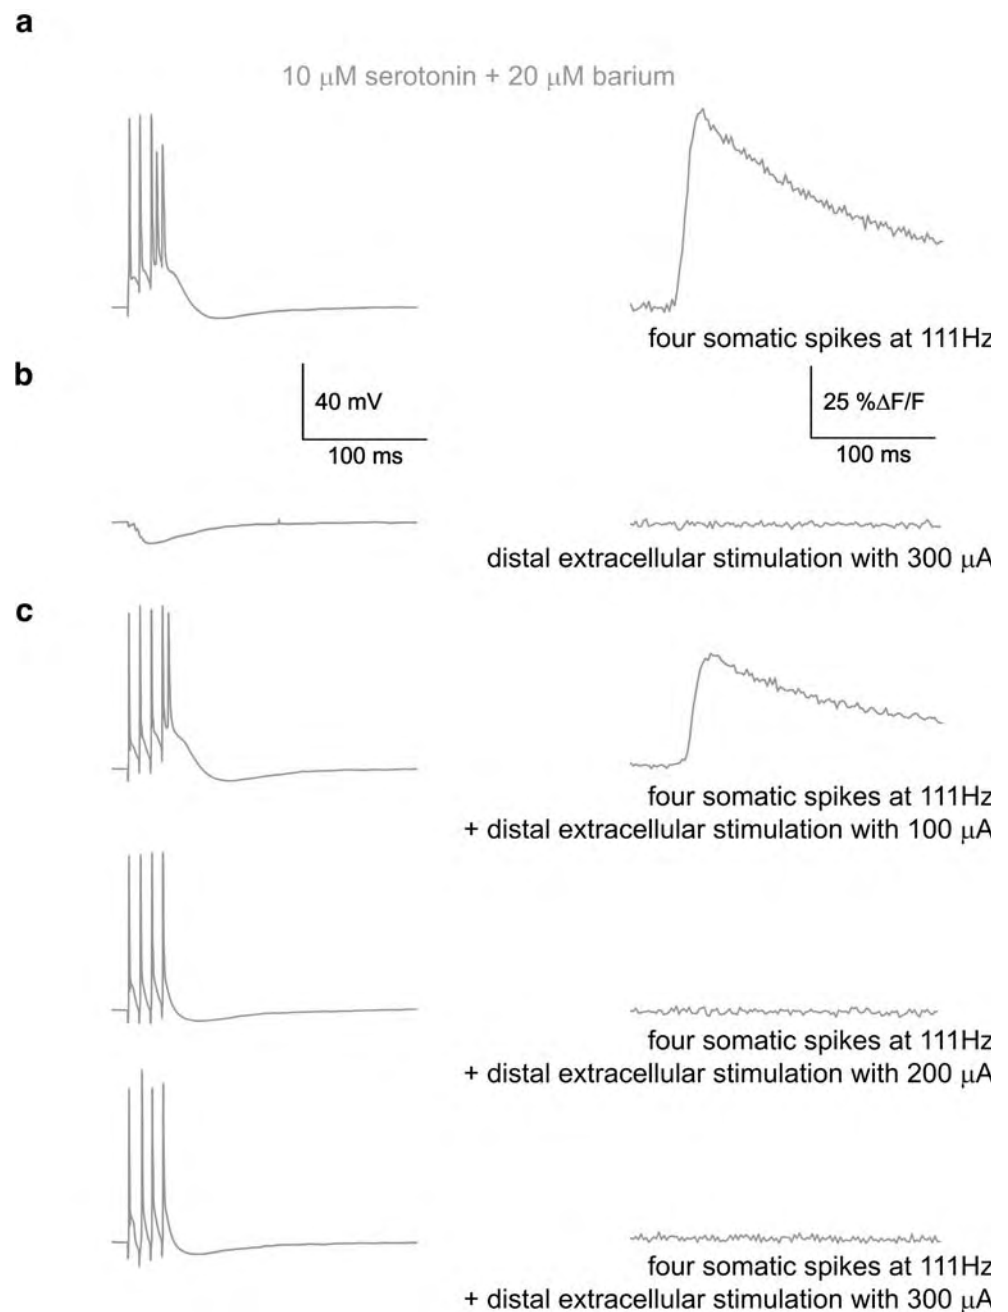 a
10 μM serotonin + 20 μM barium
four somatic spikes at 111Hz
b
40 mV
100 ms
25 %ΔF/F
100 ms
distal extracellular stimulation with 300 μA
c
four somatic spikes at 111Hz
+ distal extracellular stimulation with 100 μA
four somatic spikes at 111Hz
+ distal extracellular stimulation with 200 μA
four somatic spikes at 111Hz
+ distal extracellular stimulation with 300 μA